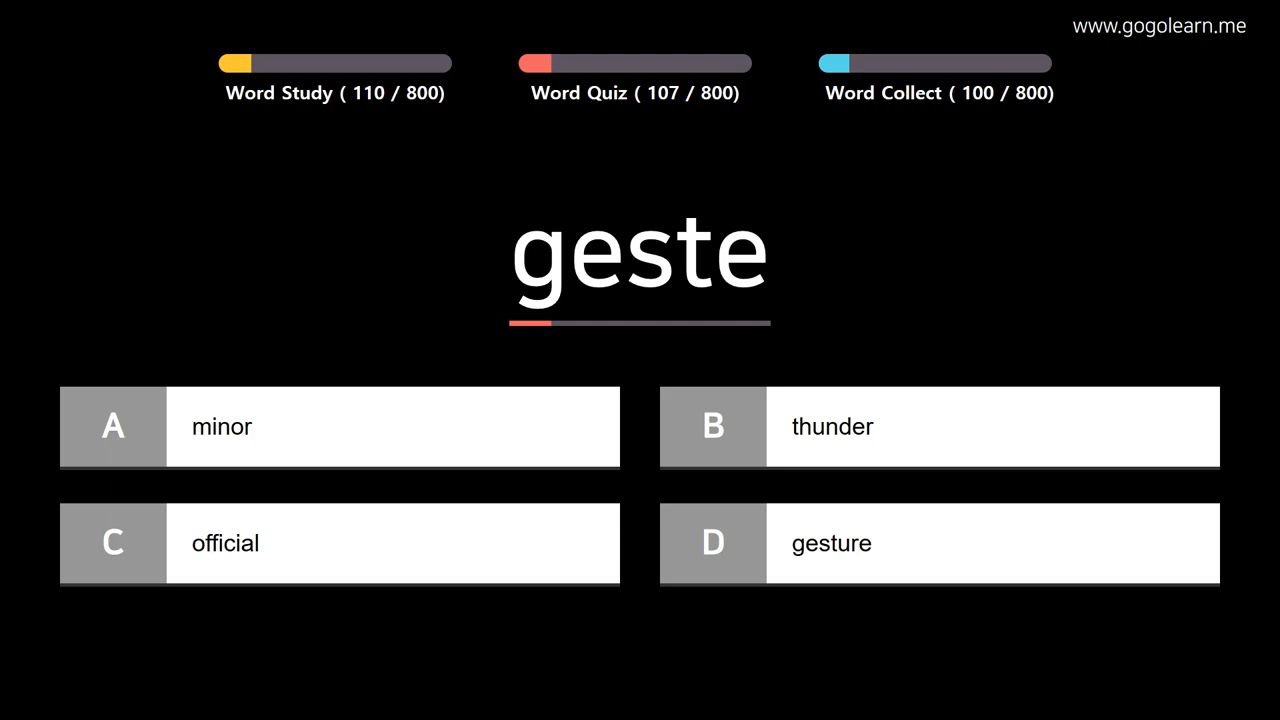 www.gogolearn.me
Word Study ( 110 / 800)
Word Quiz ( 107 / 800)
Word Collect ( 100 / 800)
geste
A minor
B thunder
C official
D gesture